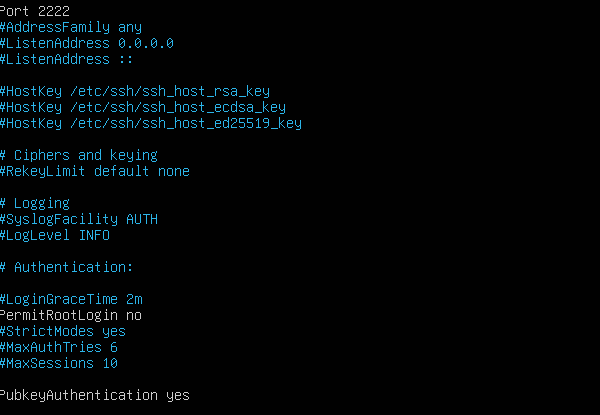 Port 2222
#AddressFamily any
#ListenAddress 0.0.0.0
#ListenAddress ::
#HostKey /etc/ssh/ssh_host_rsa_key
#HostKey /etc/ssh/ssh_host_ecdsa_key
#HostKey /etc/ssh/ssh_host_ed25519_key
# Ciphers and keying
#RekeyLimit default none
# Logging
#SyslogFacility AUTH
#LogLevel INFO
# Authentication:
#LoginGraceTime 2m
PermitRootLogin no
#StrictModes yes
#MaxAuthTries 6
#MaxSessions 10
PubkeyAuthentication yes